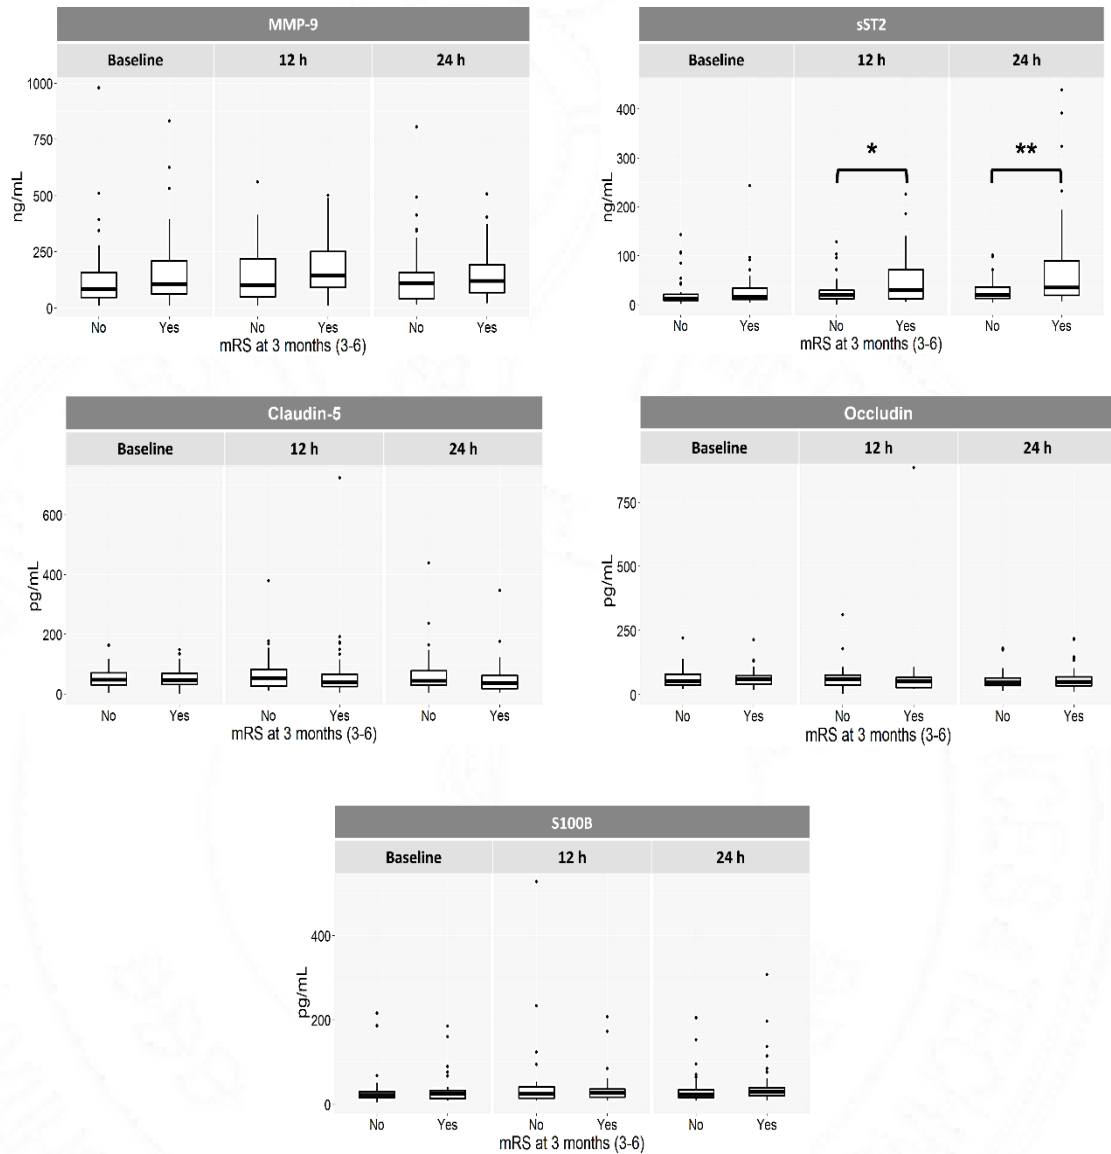 MMP-9
Baseline 12 h 24 h
1000
750
500
250
0
ng/mL
No Yes No Yes No Yes
mRS at 3 months (3-6)
sST2
Baseline 12 h 24 h
400
300
200
100
0
ng/mL
* **
No Yes No Yes No Yes
mRS at 3 months (3-6)
Claudin-5
Baseline 12 h 24 h
600
400
200
0
pg/mL
No Yes No Yes No Yes
mRS at 3 months (3-6)
Occludin
Baseline 12 h 24 h
750
500
250
0
pg/mL
No Yes No Yes No Yes
mRS at 3 months (3-6)
S100B
Baseline 12 h 24 h
400
200
0
pg/mL
No Yes No Yes No Yes
mRS at 3 months (3-6)